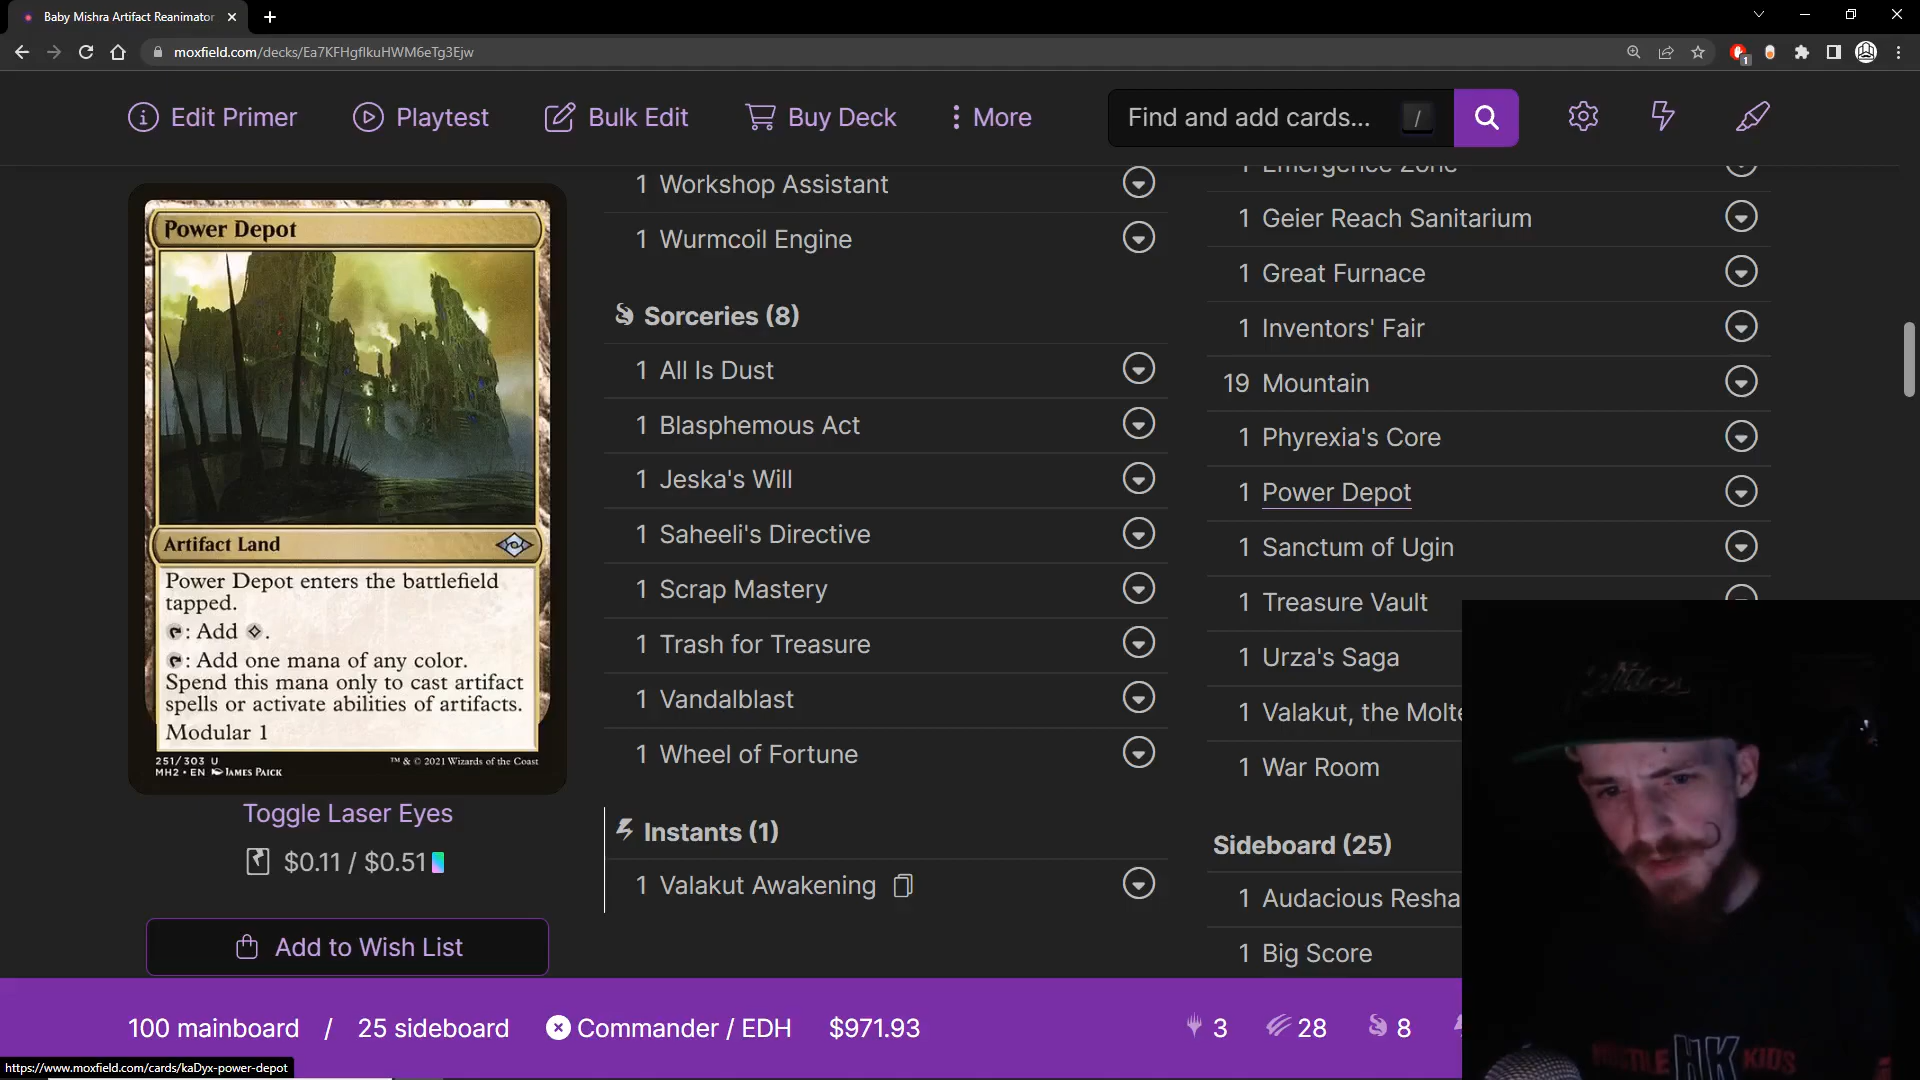 Baby Mishra Artifact Reanimator
moxfield.com/decks/Ea7KFHgflkuHWM6eTg3Ejw
1
Edit Primer
Playtest
Bulk Edit
Buy Deck
More
Find and add cards...
/
Power Depot
Artifact Land
Power Depot enters the battlefield
tapped.
: Add
: Add one mana of any color.
Spend this mana only to cast artifact
spells or activate abilities of artifacts.
Modular 1
251/303 U
MH2 • EN James Paick
™ & © 2021 Wizards of the Coast
Toggle Laser Eyes
$0.11 / $0.51
Add to Wish List
1 Workshop Assistant
1 Wurmcoil Engine
Sorceries (8)
1 All Is Dust
1 Blasphemous Act
1 Jeska's Will
1 Saheeli's Directive
1 Scrap Mastery
1 Trash for Treasure
1 Vandalblast
1 Wheel of Fortune
Instants (1)
1 Valakut Awakening
1 Emergence Zone
1 Geier Reach Sanitarium
1 Great Furnace
1 Inventors' Fair
19 Mountain
1 Phyrexia's Core
1 Power Depot
1 Sanctum of Ugin
1 Treasure Vault
1 Urza's Saga
1 Valakut, the Molte
1 War Room
Sideboard (25)
1 Audacious Resha
1 Big Score
HK
KIDS
100 mainboard / 25 sideboard
Commander / EDH
$971.93
3
28
8
https://www.moxfield.com/cards/kaDyx-power-depot